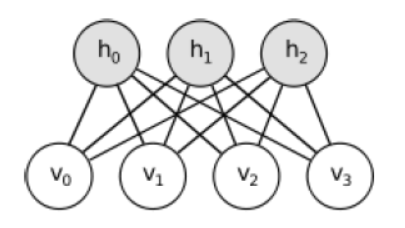 h₀ h₁ h₂
v₀ v₁ v₂ v₃